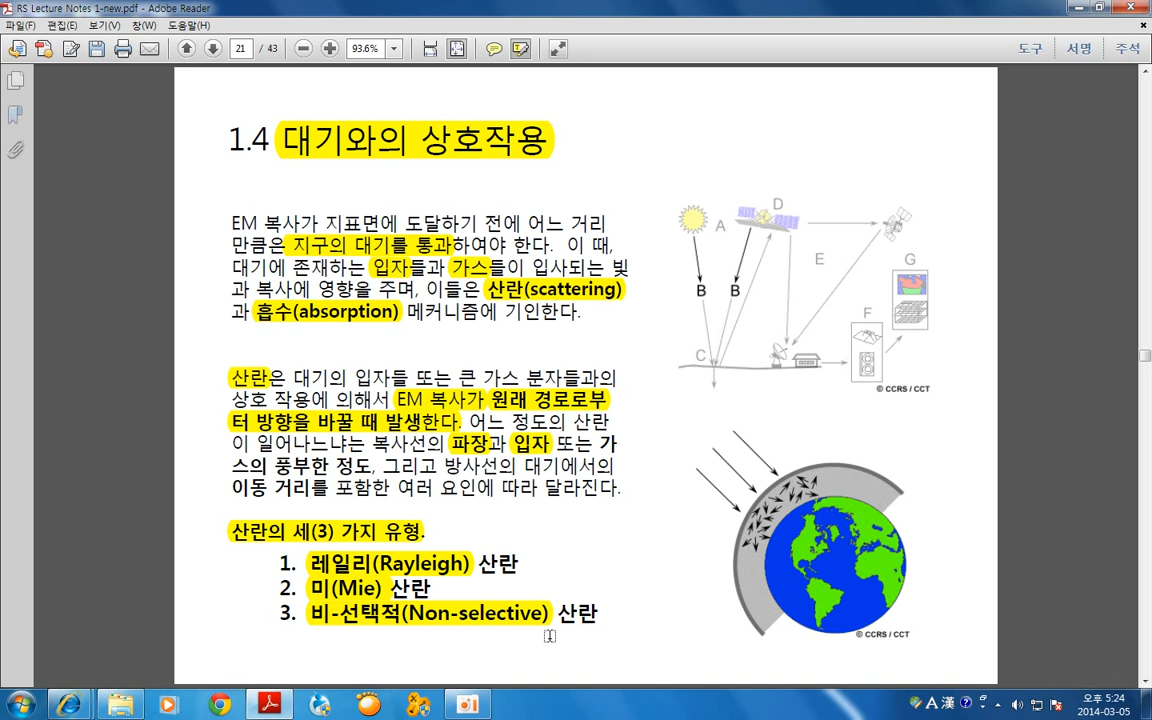 RS Lecture Notes 1-new.pdf - Adobe Reader
파일(F) 편집(E) 보기(V) 창(W) 도움말(H)
21 / 43 93.6% 도구 서명 주석
1.4 대기와의 상호작용
EM 복사가 지표면에 도달하기 전에 어느 거리
만큼은 지구의 대기를 통과하여야 한다. 이 때,
대기에 존재하는 입자들과 가스들이 입사되는 빛
과 복사에 영향을 주며, 이들은 산란(scattering)
과 흡수(absorption) 메커니즘에 기인한다.
산란은 대기의 입자들 또는 큰 가스 분자들과의
상호 작용에 의해서 EM 복사가 원래 경로로부
터 방향을 바꿀 때 발생한다. 어느 정도의 산란
이 일어나느냐는 복사선의 파장과 입자 또는 가
스의 풍부한 정도, 그리고 방사선의 대기에서의
이동 거리를 포함한 여러 요인에 따라 달라진다.
산란의 세(3) 가지 유형.
1. 레일리(Rayleigh) 산란
2. 미(Mie) 산란
3. 비-선택적(Non-selective) 산란
D
A
E
G
B B
F
C
© CCRS / CCT
© CCRS / CCT
A 漢
오후 5:24
2014-03-05